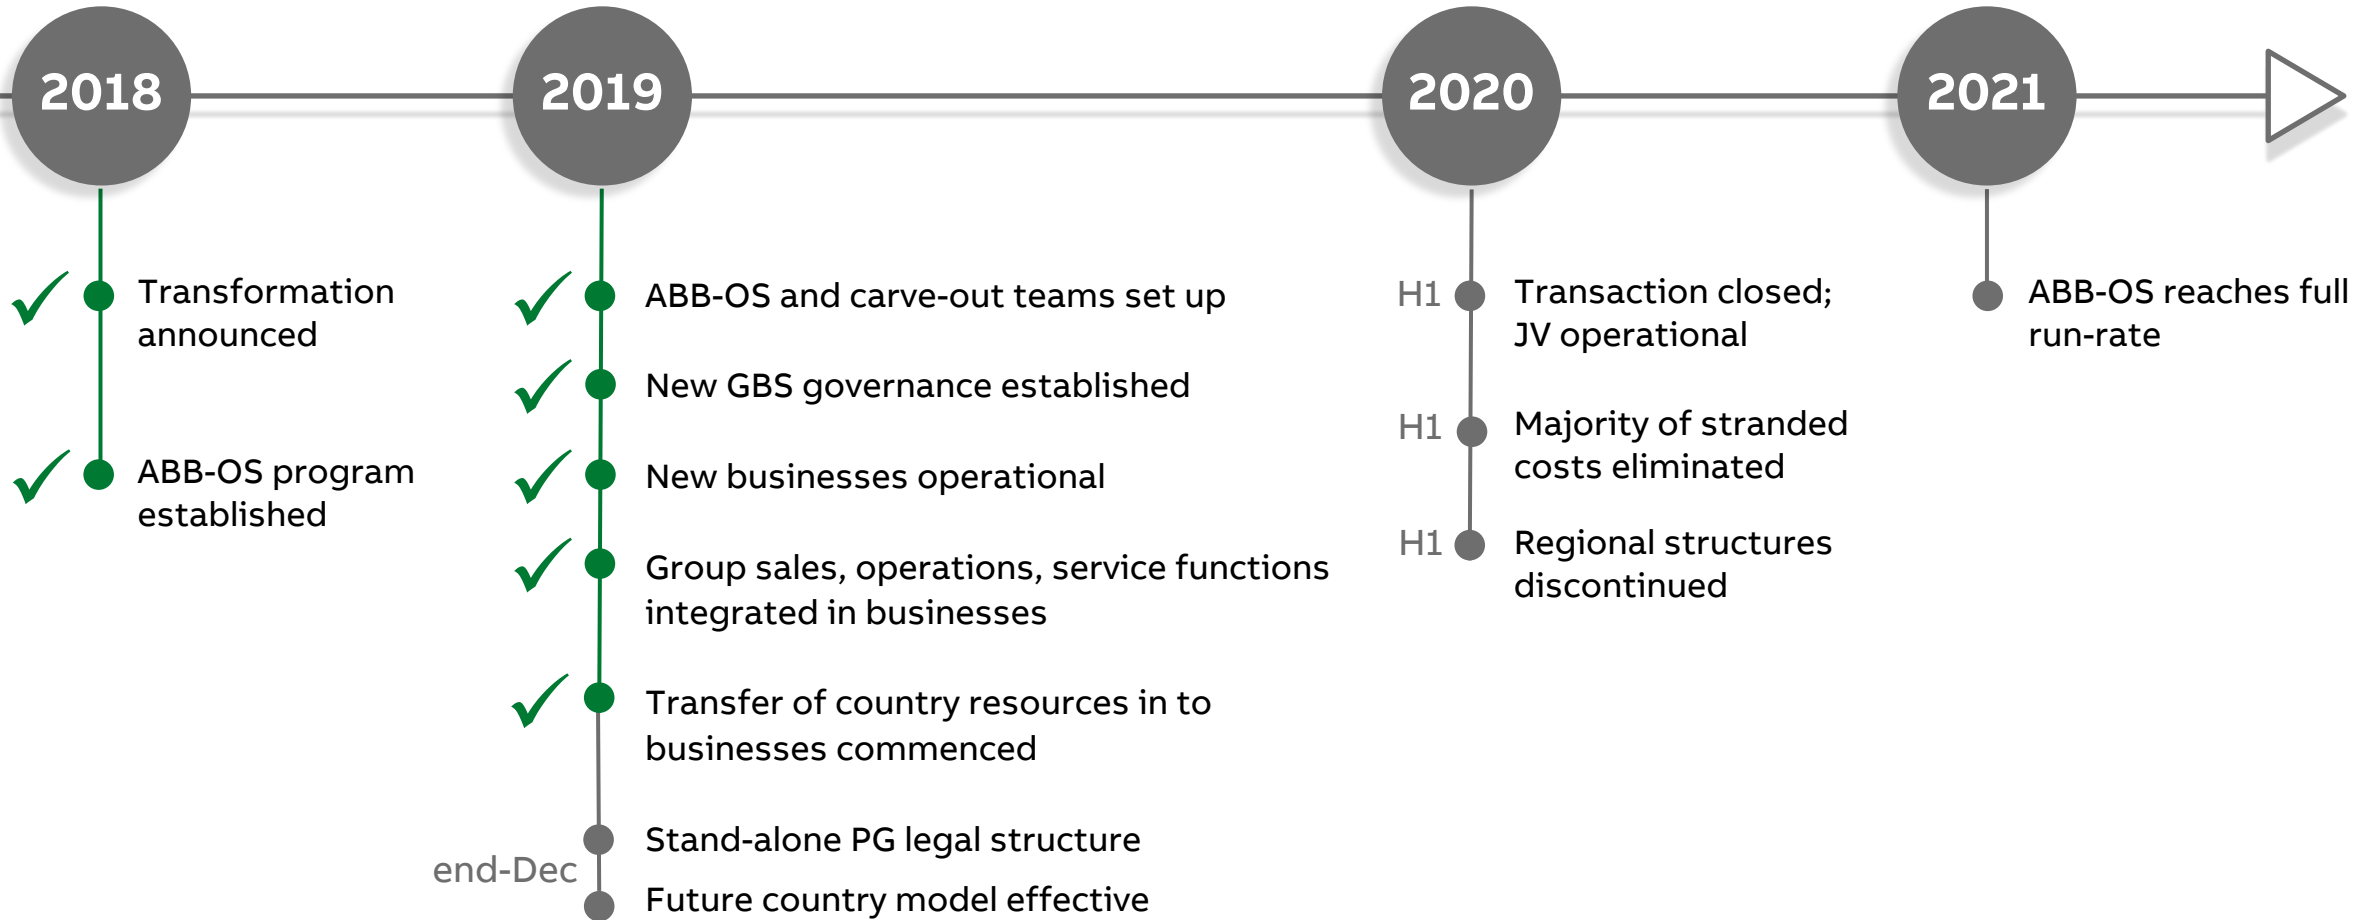 2018
2019
2020
2021
Transformation
announced
ABB-OS program
established
ABB-OS and carve-out teams set up
New GBS governance established
New businesses operational
Group sales, operations, service functions
integrated in businesses
Transfer of country resources in to
businesses commenced
end-Dec
Stand-alone PG legal structure
Future country model effective
H1
Transaction closed;
JV operational
H1
Majority of stranded
costs eliminated
H1
Regional structures
discontinued
ABB-OS reaches full
run-rate